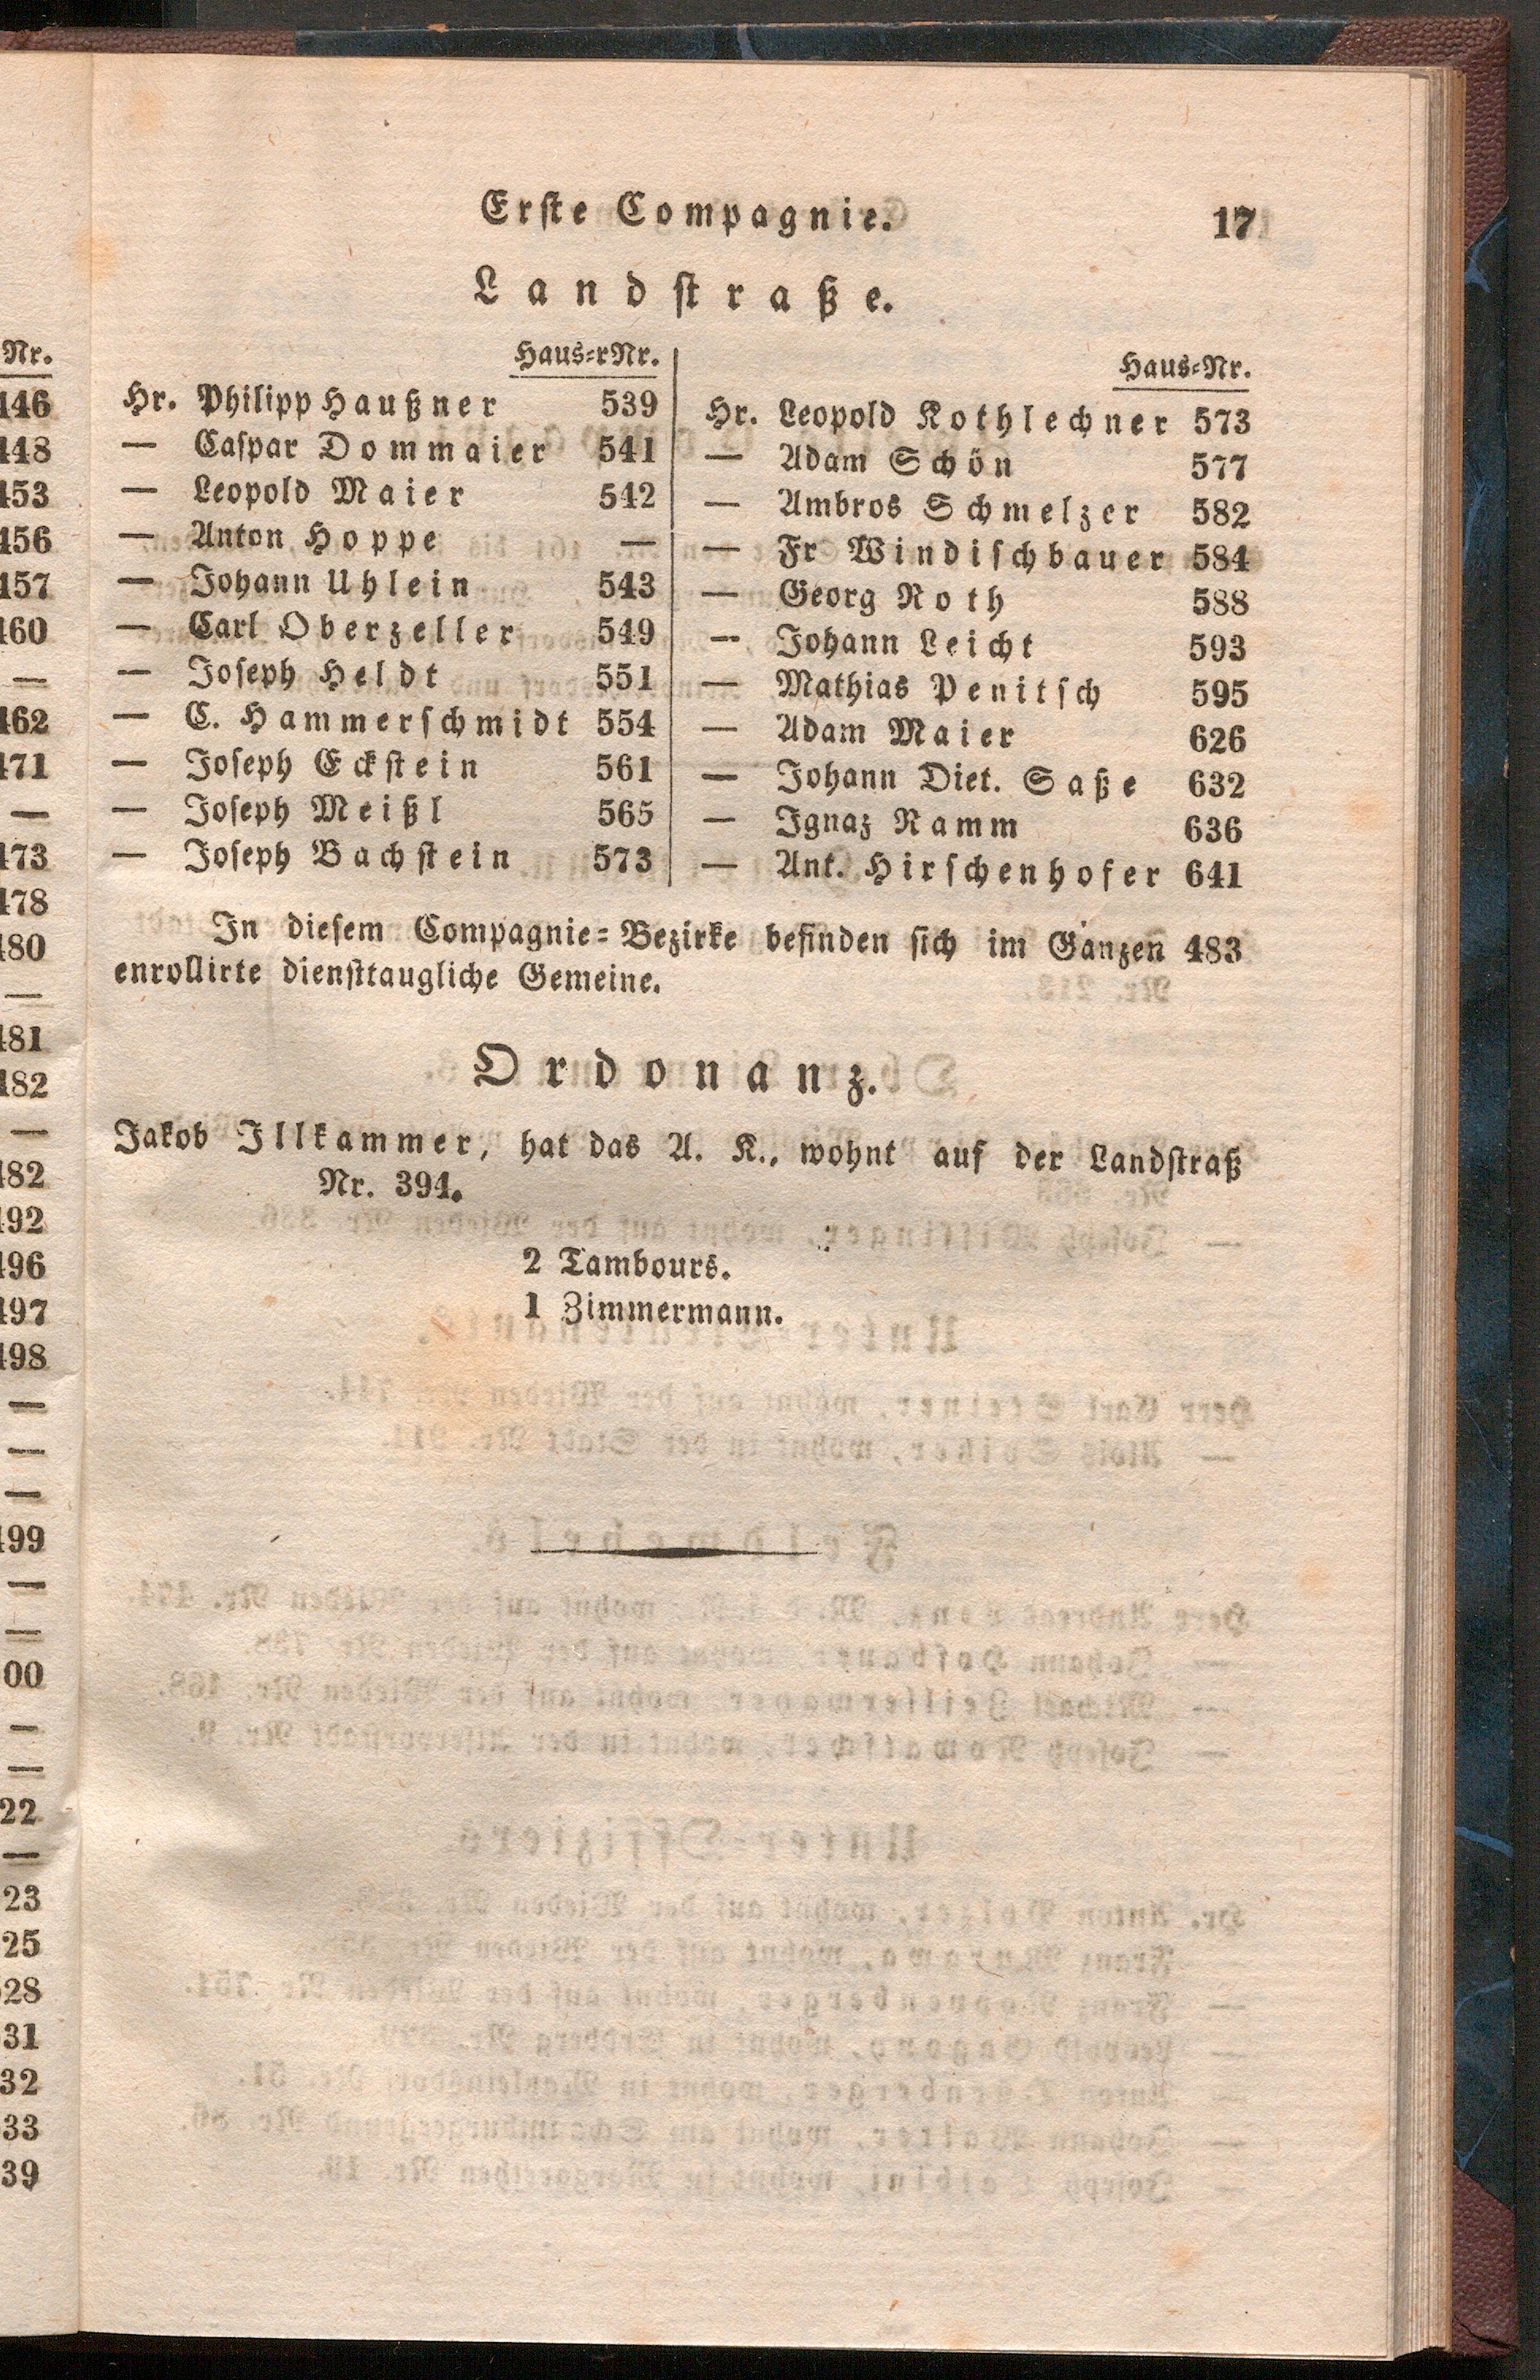 Erste Compagnie. 17
Landstraße.
Haus-rNr.
Hr. Philipp Haußner 539
— Caspar Dommaier 541
— Leopold Maier 542
— Anton Hoppe —
— Johann Uhlein 543
— Carl Oberzeller 549
— Joseph Heldt 551
— C. Hammerschmidt 554
— Joseph Eckstein 561
— Joseph Meißl 565
— Joseph Bachstein 573
Haus-Nr.
Hr. Leopold Kothlechner 573
— Adam Schön 577
— Ambros Schmelzer 582
— Fr Windischbauer 584
— Georg Roth 588
— Johann Leicht 593
— Mathias Penitsch 595
— Adam Maier 626
— Johann Diet. Saße 632
— Ignaz Ramm 636
— Ant. Hirschenhofer 641
In diesem Compagnie-Bezirke befinden sich im Ganzen 483
enrollirte diensttaugliche Gemeine.
Ordonanz.
Jakob Illkammer, hat das A. K., wohnt auf der Landstraß
Nr. 394.
2 Tambours.
1 Zimmermann.